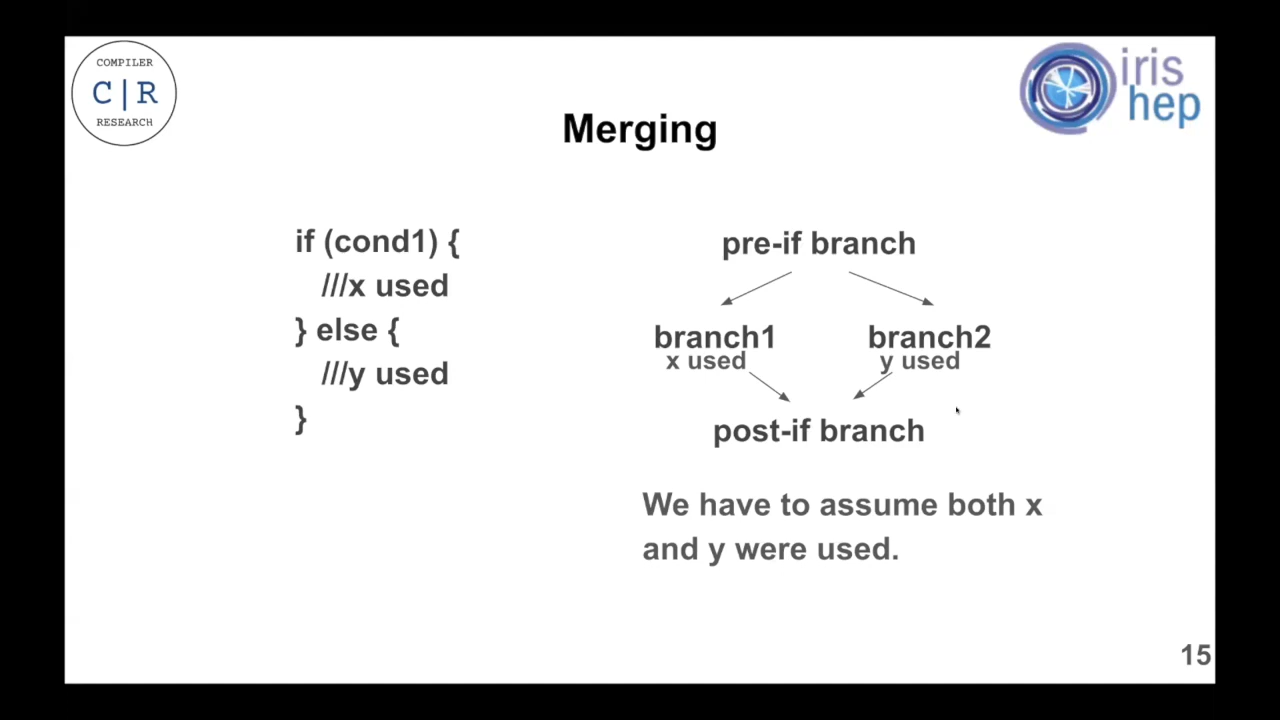 COMPILER
C|R
RESEARCH
iris
hep
Merging
if (cond1) {
///x used
} else {
///y used
}
pre-if branch
branch1 branch2
x used y used
post-if branch
We have to assume both x
and y were used.
15